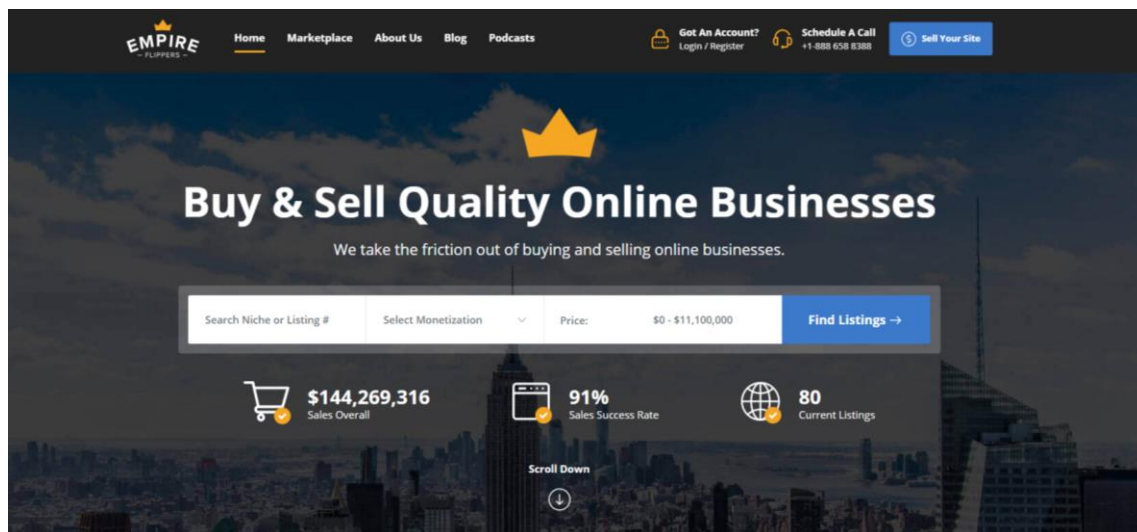 EMPIRE
– FLIPPERS –
Home Marketplace About Us Blog Podcasts
Got An Account?
Login / Register
Schedule A Call
+1-888 658 8388
Sell Your Site
Buy & Sell Quality Online Businesses
We take the friction out of buying and selling online businesses.
Search Niche or Listing # Select Monetization Price: $0 - $11,100,000 Find Listings →
$144,269,316
Sales Overall
91%
Sales Success Rate
80
Current Listings
Scroll Down